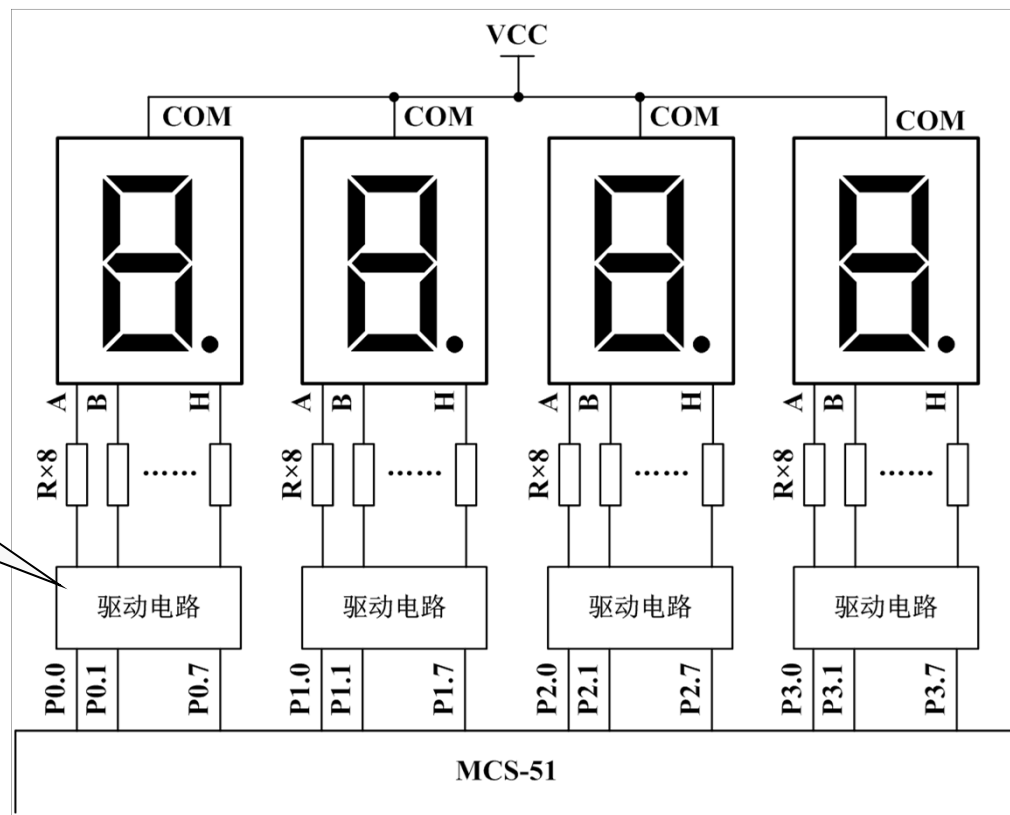 VCC
COM COM COM COM
A B H A B H A B H A B H
R×8 …… R×8 …… R×8 …… R×8 ……
驱动电路 驱动电路 驱动电路 驱动电路
P0.0 P0.1 P0.7 P1.0 P1.1 P1.7 P2.0 P2.1 P2.7 P3.0 P3.1 P3.7
MCS-51